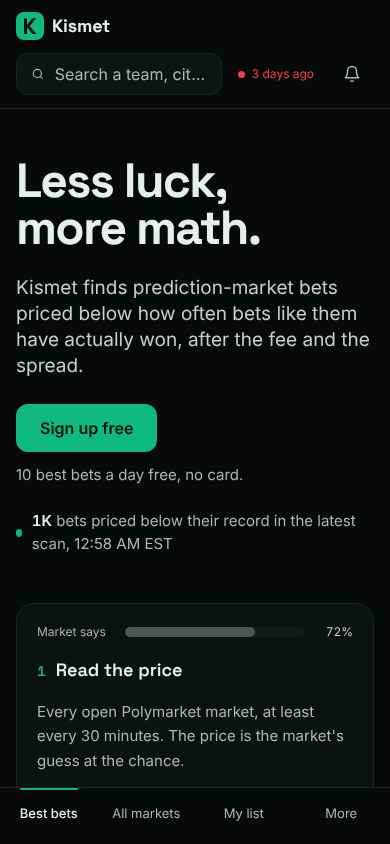 K Kismet
Search a team, cit...
3 days ago
Less luck,
more math.
Kismet finds prediction-market bets
priced below how often bets like them
have actually won, after the fee and the
spread.
Sign up free
10 best bets a day free, no card.
1K bets priced below their record in the latest
scan, 12:58 AM EST
Market says 72%
1 Read the price
Every open Polymarket market, at least
every 30 minutes. The price is the market's
guess at the chance.
Best bets All markets My list More